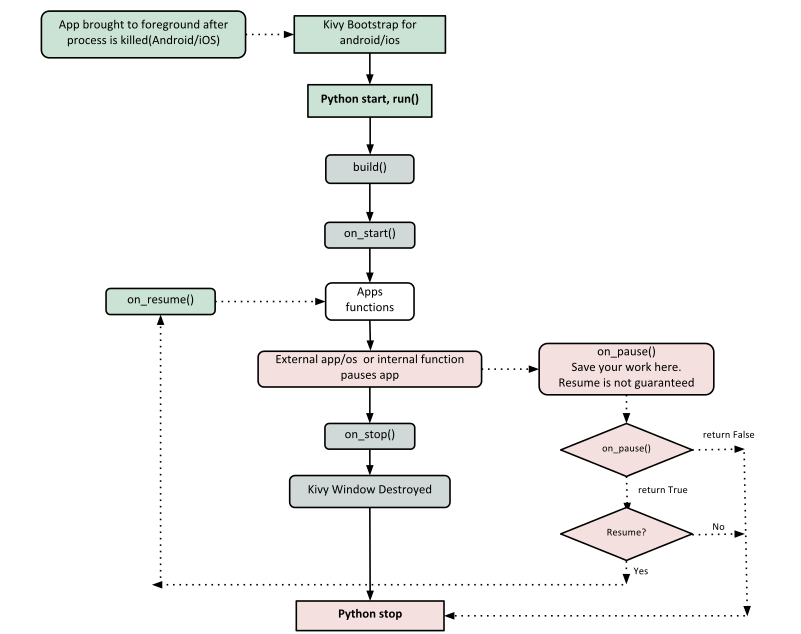 App brought to foreground after
process is killed(Android/iOS)
Kivy Bootstrap for
android/ios
Python start, run()
build()
on_start()
on_resume()
Apps
functions
External app/os  or internal function
pauses app
on_pause()
Save your work here.
Resume is not guaranteed
on_stop()
on_pause()
return False
Kivy Window Destroyed
return True
Resume?
No
Yes
Python stop